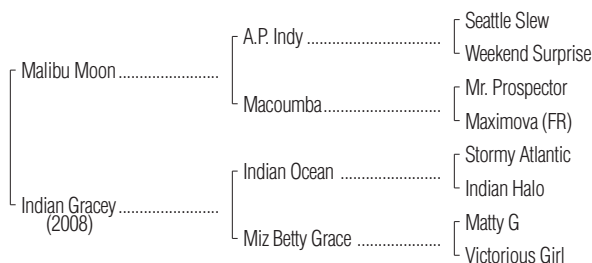 Seattle Slew
A.P. Indy ................................
Weekend Surprise
Malibu Moon ........................
Mr. Prospector
Macoumba ............................
Maximova (FR)
Stormy Atlantic
Indian Ocean ........................
Indian Halo
Indian Gracey ........................
(2008)
Matty G
Miz Betty Grace ....................
Victorious Girl